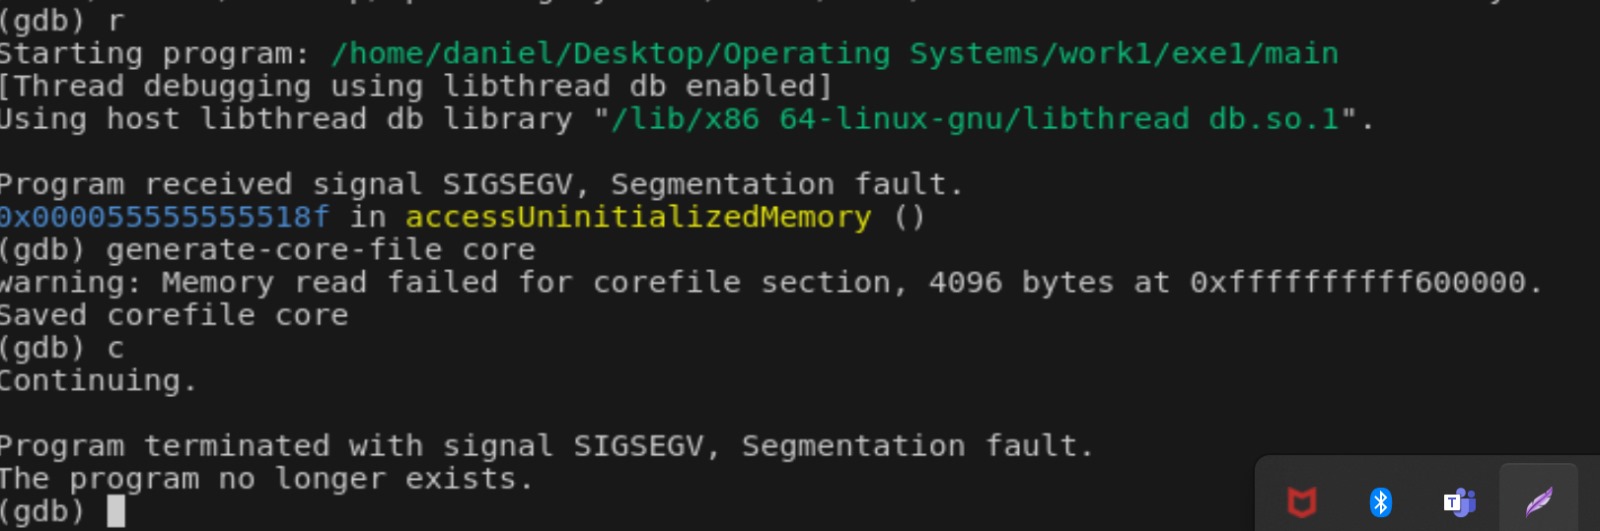 (gdb) r
Starting program: /home/daniel/Desktop/Operating Systems/work1/exe1/main
[Thread debugging using libthread db enabled]
Using host libthread db library "/lib/x86 64-linux-gnu/libthread db.so.1".
Program received signal SIGSEGV, Segmentation fault.
0x000055555555518f in accessUninitializedMemory ()
(gdb) generate-core-file core
warning: Memory read failed for corefile section, 4096 bytes at 0xffffffffff600000.
Saved corefile core
(gdb) c
Continuing.
Program terminated with signal SIGSEGV, Segmentation fault.
The program no longer exists.
(gdb)
T